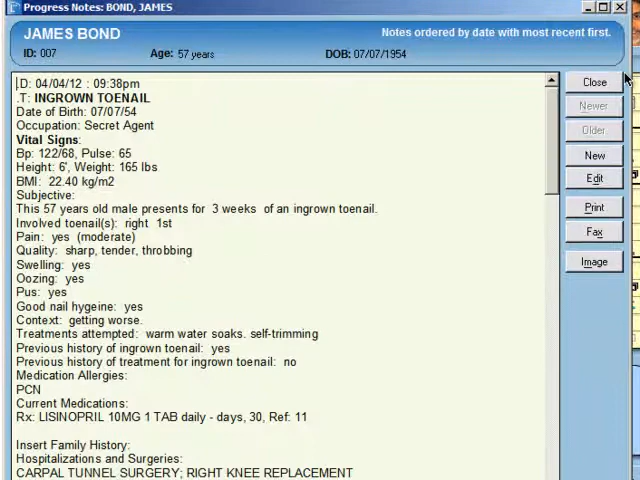 Progress Notes: BOND, JAMES
JAMES BOND
Notes ordered by date with most recent first.
ID: 007
Age: 57 years
DOB: 07/07/1954
.D: 04/04/12 : 09:38pm
.T: INGROWN TOENAIL
Date of Birth: 07/07/54
Occupation: Secret Agent
Vital Signs:
Bp: 122/68, Pulse: 65
Height: 6', Weight: 165 lbs
BMI: 22.40 kg/m2
Subjective:
This 57 years old male presents for 3 weeks of an ingrown toenail.
Involved toenail(s): right 1st
Pain: yes (moderate)
Quality: sharp, tender, throbbing
Swelling: yes
Oozing: yes
Pus: yes
Good nail hygeine: yes
Context: getting worse.
Treatments attempted: warm water soaks. self-trimming
Previous history of ingrown toenail: yes
Previous history of treatment for ingrown toenail: no
Medication Allergies:
PCN
Current Medications:
Rx: LISINOPRIL 10MG 1 TAB daily - days, 30, Ref: 11
Insert Family History:
Hospitalizations and Surgeries:
CARPAL TUNNEL SURGERY; RIGHT KNEE REPLACEMENT
Close
Newer
Older
New
Edit
Print
Fax
Image